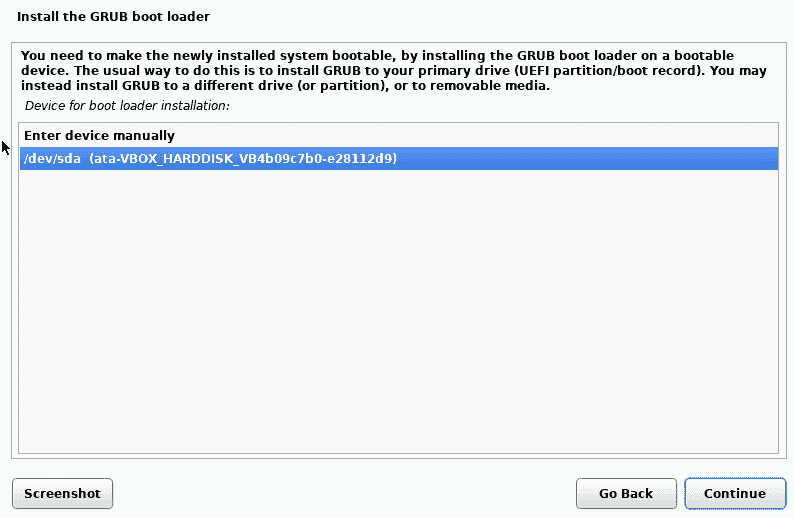 Install the GRUB boot loader
You need to make the newly installed system bootable, by installing the GRUB boot loader on a bootable
device. The usual way to do this is to install GRUB to your primary drive (UEFI partition/boot record). You may
instead install GRUB to a different drive (or partition), or to removable media.
Device for boot loader installation:
Enter device manually
/dev/sda (ata-VBOX_HARDDISK_VB4b09c7b0-e28112d9)
Screenshot
Go Back
Continue